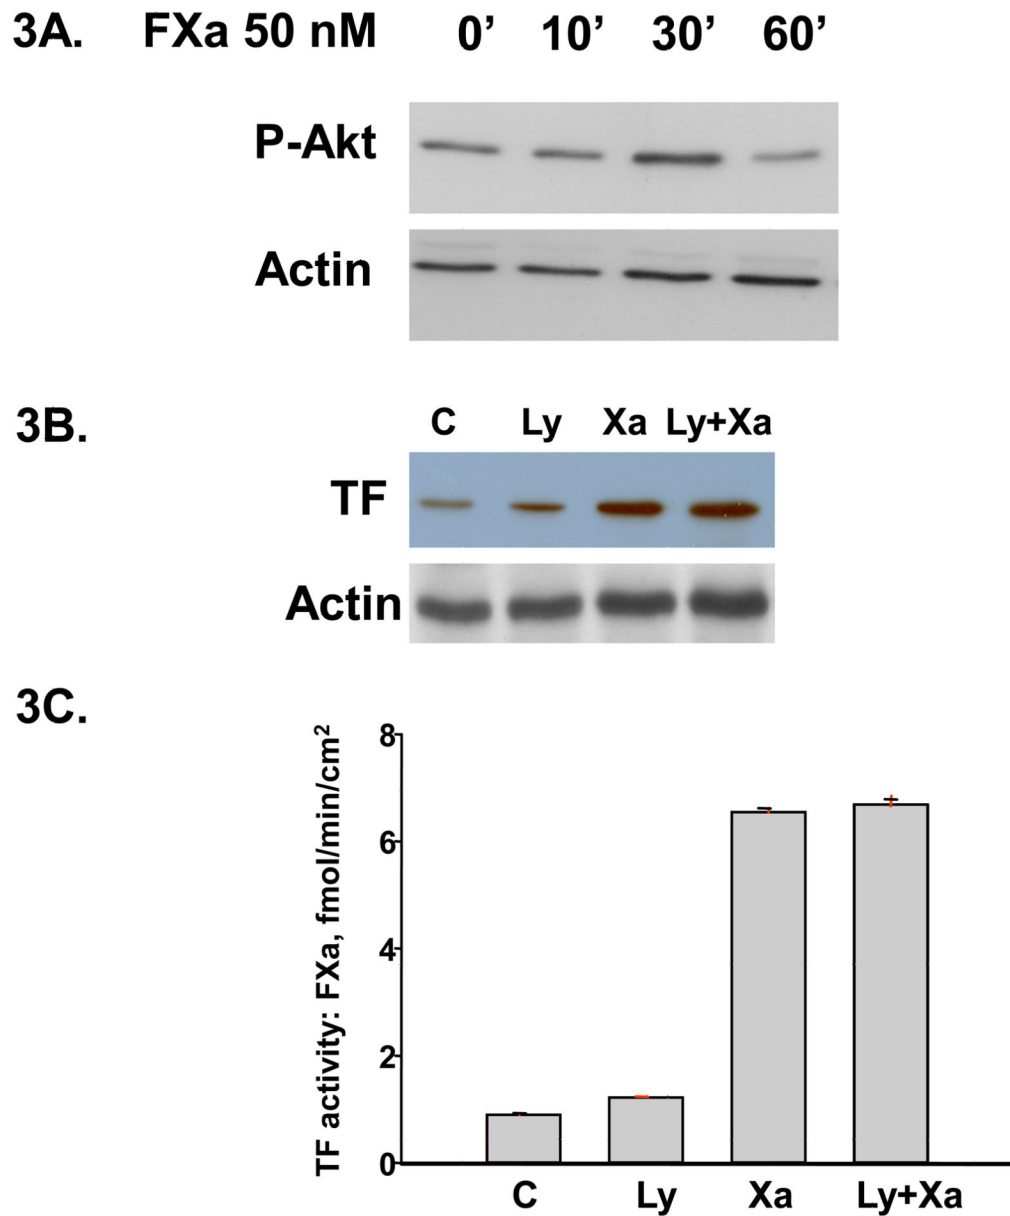 3A. FXa 50 nM 0’ 10’ 30’ 60’
P-Akt
Actin
3B. C Ly Xa Ly+Xa
TF
Actin
3C.
TF activity: FXa, fmol/min/cm²
8
6
4
2
0
C Ly Xa Ly+Xa